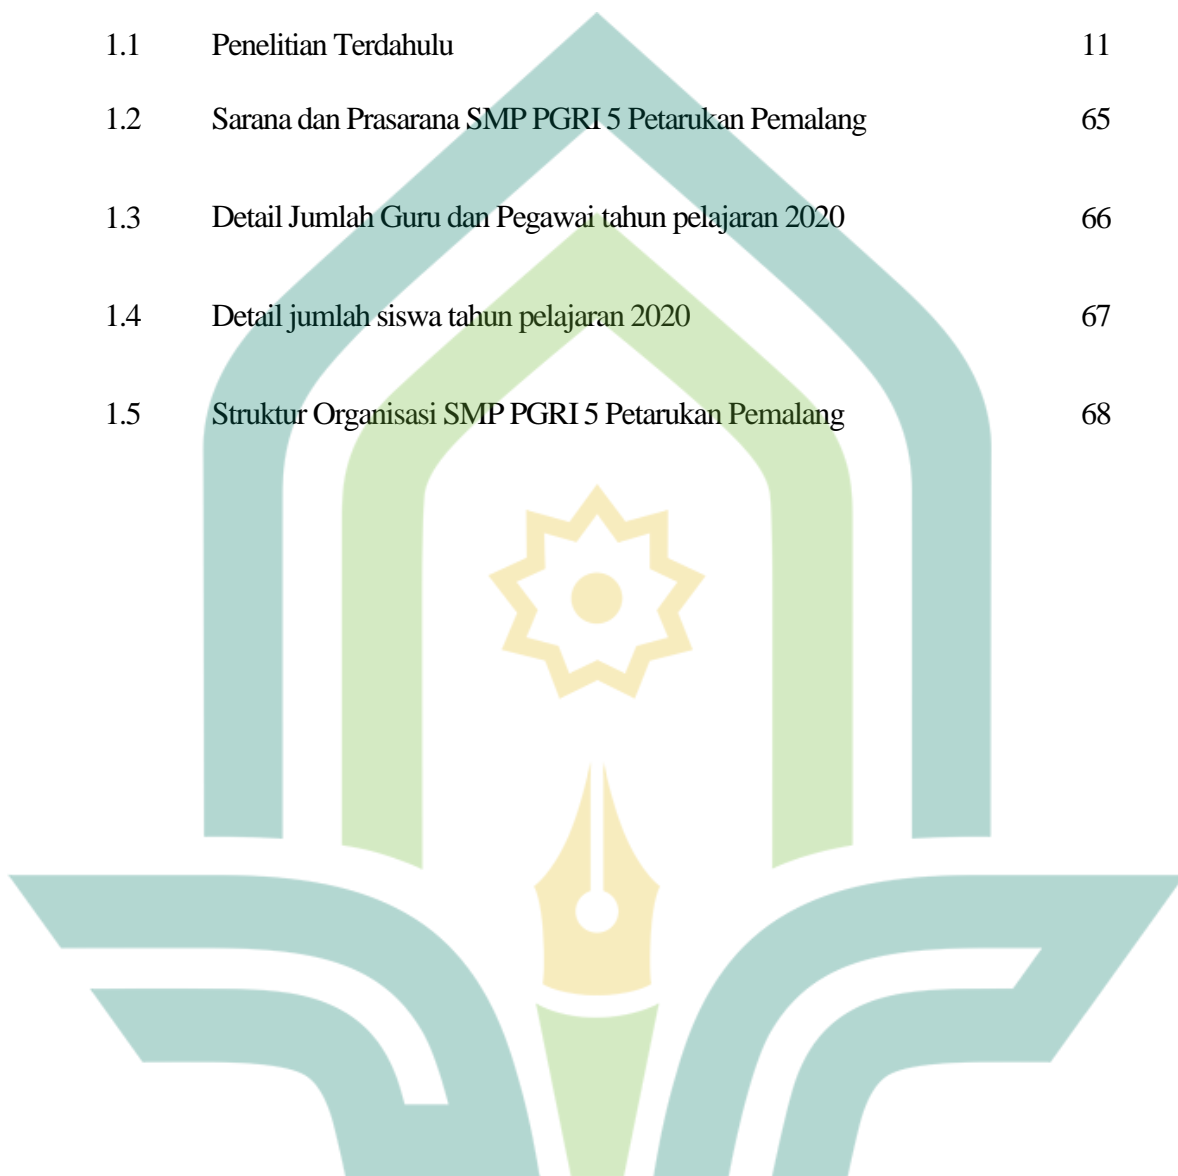 1.1 Penelitian Terdahulu 11
1.2 Sarana dan Prasarana SMP PGRI 5 Petarukan Pemalang 65
1.3 Detail Jumlah Guru dan Pegawai tahun pelajaran 2020 66
1.4 Detail jumlah siswa tahun pelajaran 2020 67
1.5 Struktur Organisasi SMP PGRI 5 Petarukan Pemalang 68